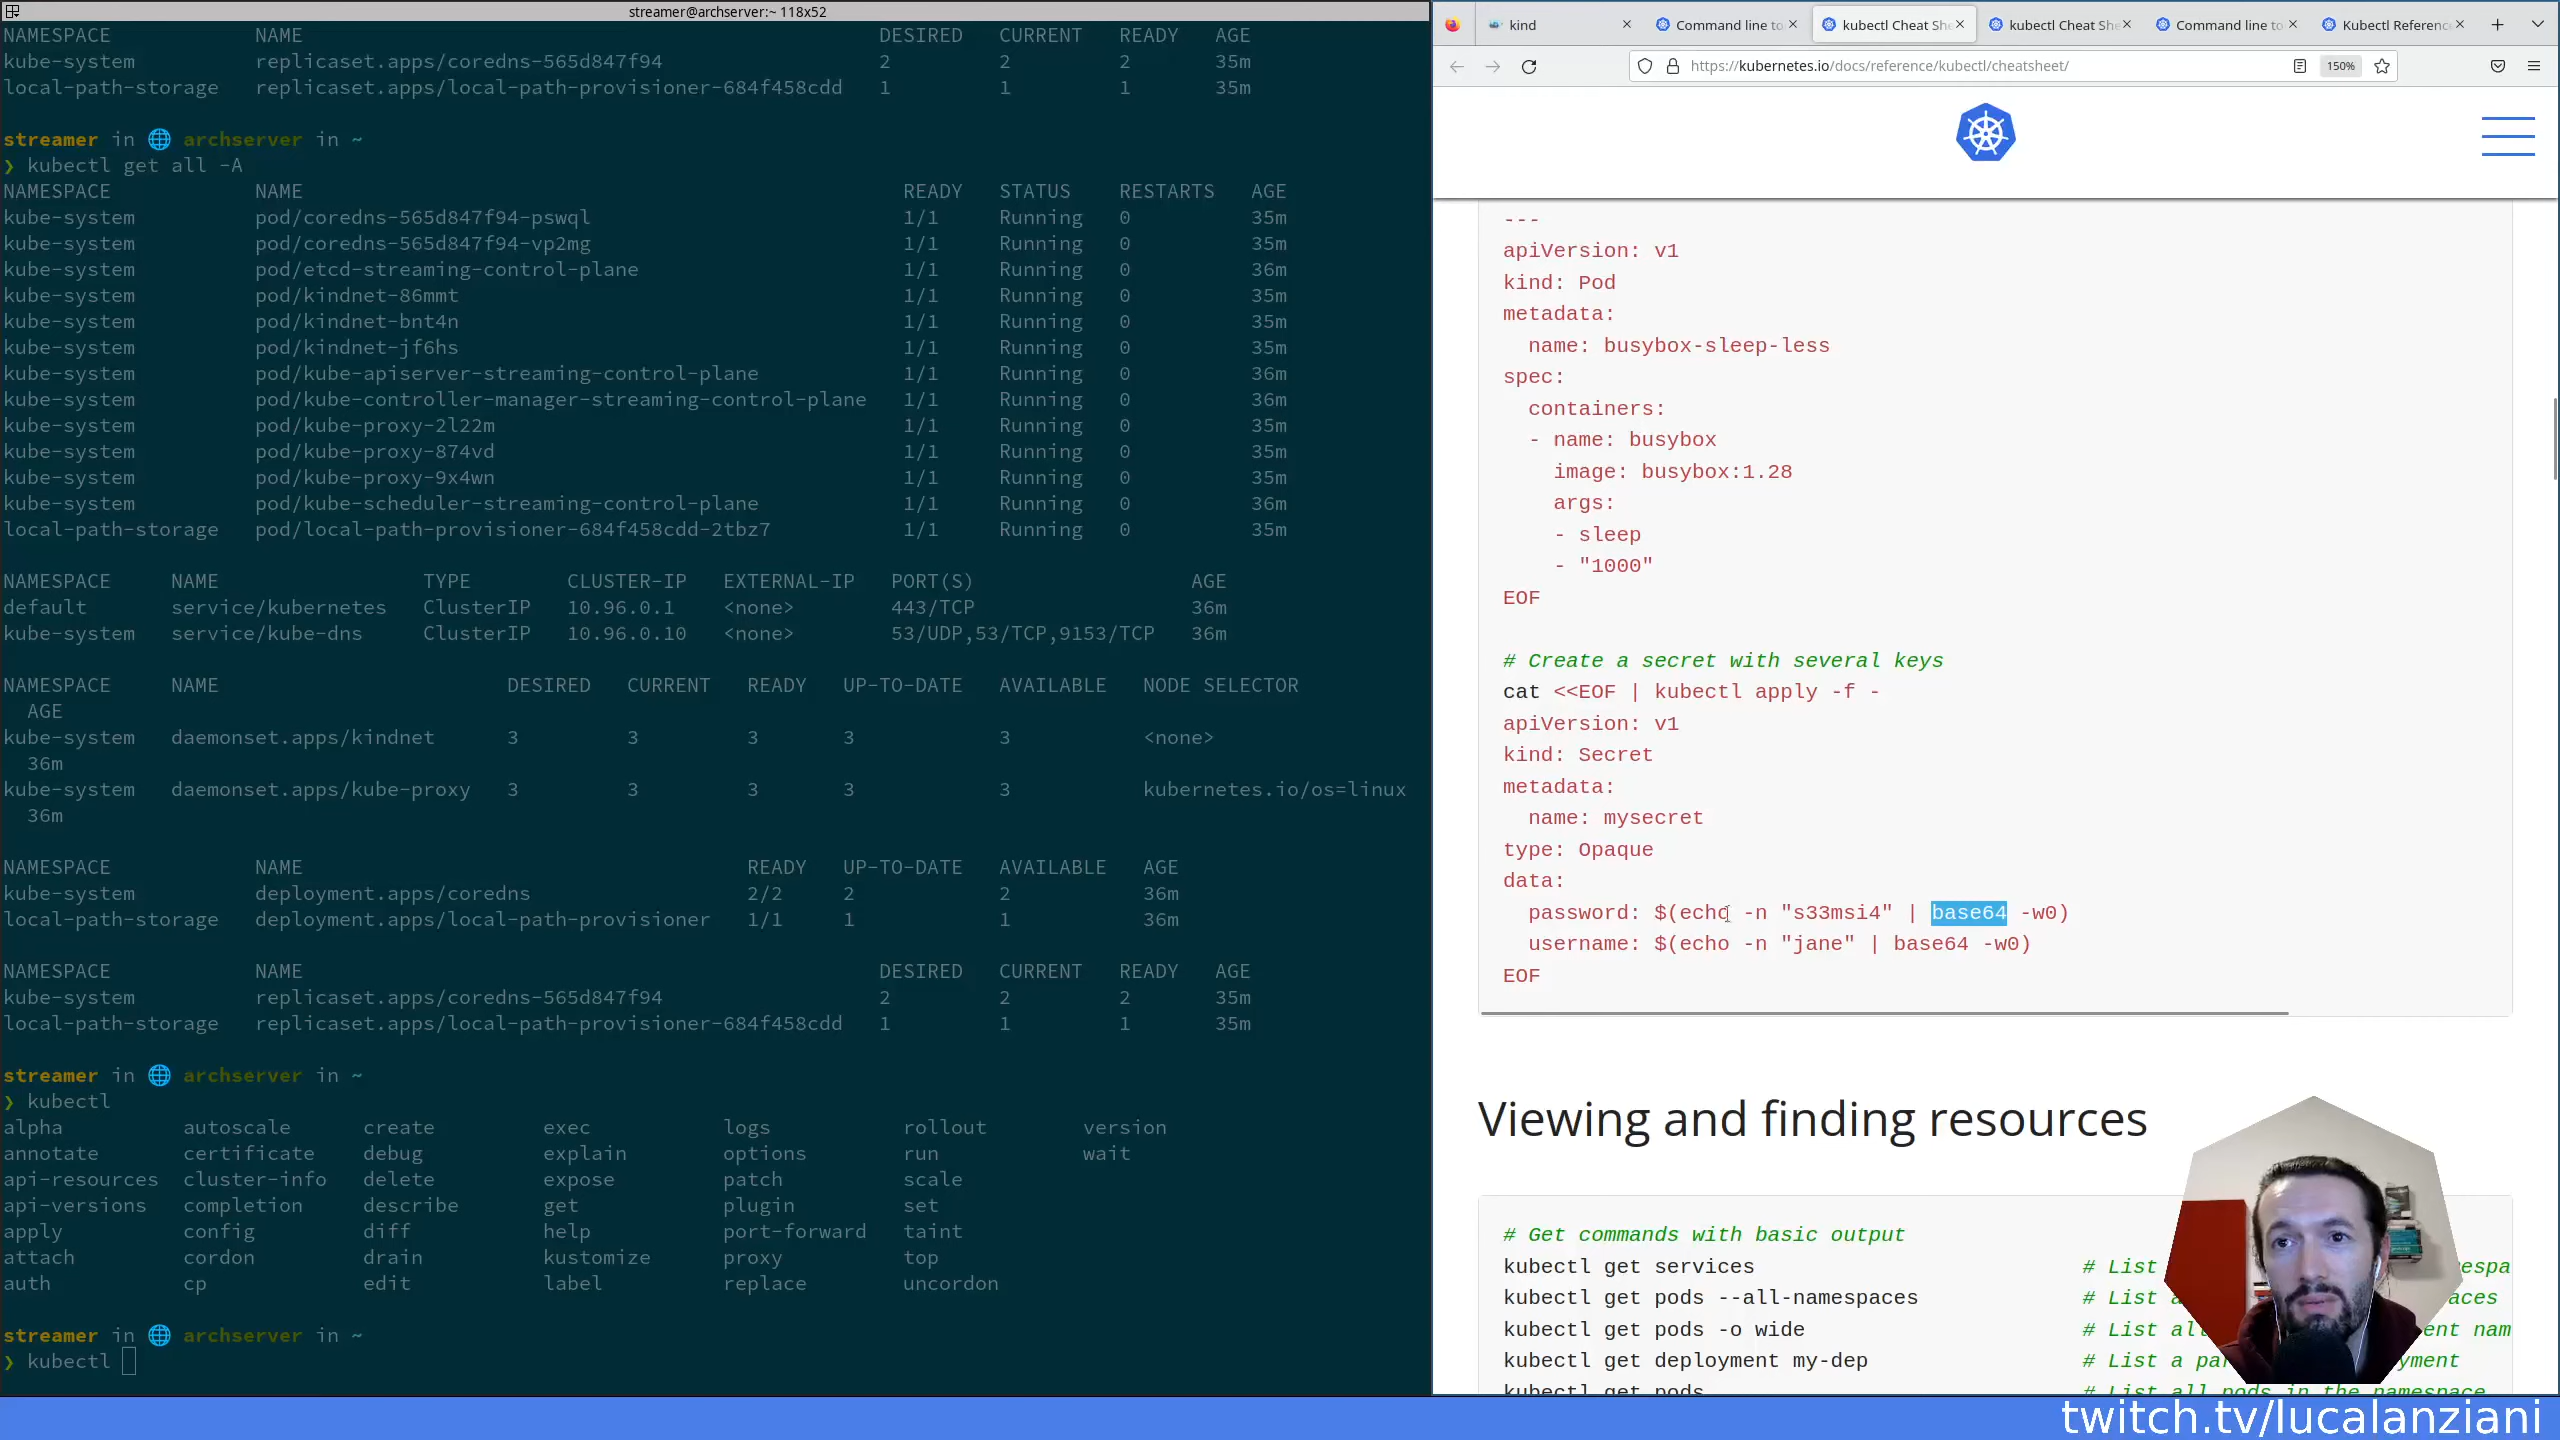 streamer@archserver:~ 118x52
NAMESPACE NAME DESIRED CURRENT READY AGE
kube-system replicaset.apps/coredns-565d847f94 2 2 2 35m
local-path-storage replicaset.apps/local-path-provisioner-684f458cdd 1 1 1 35m
streamer in 🌐 archserver in ~
❯ kubectl get all -A
NAMESPACE NAME READY STATUS RESTARTS AGE
kube-system pod/coredns-565d847f94-pswql 1/1 Running 0 35m
kube-system pod/coredns-565d847f94-vp2mg 1/1 Running 0 35m
kube-system pod/etcd-streaming-control-plane 1/1 Running 0 36m
kube-system pod/kindnet-86mmt 1/1 Running 0 35m
kube-system pod/kindnet-bnt4n 1/1 Running 0 35m
kube-system pod/kindnet-jf6hs 1/1 Running 0 35m
kube-system pod/kube-apiserver-streaming-control-plane 1/1 Running 0 36m
kube-system pod/kube-controller-manager-streaming-control-plane 1/1 Running 0 36m
kube-system pod/kube-proxy-2l22m 1/1 Running 0 35m
kube-system pod/kube-proxy-874vd 1/1 Running 0 35m
kube-system pod/kube-proxy-9x4wn 1/1 Running 0 35m
kube-system pod/kube-scheduler-streaming-control-plane 1/1 Running 0 36m
local-path-storage pod/local-path-provisioner-684f458cdd-2tbz7 1/1 Running 0 35m
NAMESPACE NAME TYPE CLUSTER-IP EXTERNAL-IP PORT(S) AGE
default service/kubernetes ClusterIP 10.96.0.1 <none> 443/TCP 36m
kube-system service/kube-dns ClusterIP 10.96.0.10 <none> 53/UDP,53/TCP,9153/TCP 36m
NAMESPACE NAME DESIRED CURRENT READY UP-TO-DATE AVAILABLE NODE SELECTOR
AGE
kube-system daemonset.apps/kindnet 3 3 3 3 3 <none>
36m
kube-system daemonset.apps/kube-proxy 3 3 3 3 3 kubernetes.io/os=linux
36m
NAMESPACE NAME READY UP-TO-DATE AVAILABLE AGE
kube-system deployment.apps/coredns 2/2 2 2 36m
local-path-storage deployment.apps/local-path-provisioner 1/1 1 1 36m
NAMESPACE NAME DESIRED CURRENT READY AGE
kube-system replicaset.apps/coredns-565d847f94 2 2 2 35m
local-path-storage replicaset.apps/local-path-provisioner-684f458cdd 1 1 1 35m
streamer in 🌐 archserver in ~
❯ kubectl
alpha autoscale create exec logs rollout version
annotate certificate debug explain options run wait
api-resources cluster-info delete expose patch scale
api-versions completion describe get plugin set
apply config diff help port-forward taint
attach cordon drain kustomize proxy top
auth cp edit label replace uncordon
streamer in 🌐 archserver in ~
❯ kubectl
kind
Command line to
kubectl Cheat She
kubectl Cheat She
Command line to
Kubectl Referenc
https://kubernetes.io/docs/reference/kubectl/cheatsheet/
150%
---
apiVersion: v1
kind: Pod
metadata:
name: busybox-sleep-less
spec:
containers:
- name: busybox
image: busybox:1.28
args:
- sleep
- "1000"
EOF
# Create a secret with several keys
cat <<EOF | kubectl apply -f -
apiVersion: v1
kind: Secret
metadata:
name: mysecret
type: Opaque
data:
password: $(echo -n "s33msi4" | base64 -w0)
username: $(echo -n "jane" | base64 -w0)
EOF
Viewing and finding resources
# Get commands with basic output
kubectl get services # List espa
kubectl get pods --all-namespaces # List a aces
kubectl get pods -o wide # List all ent nam
kubectl get deployment my-dep # List a pa yment
kubectl get pods # List all pods in the namespace
twitch.tv/lucalanziani